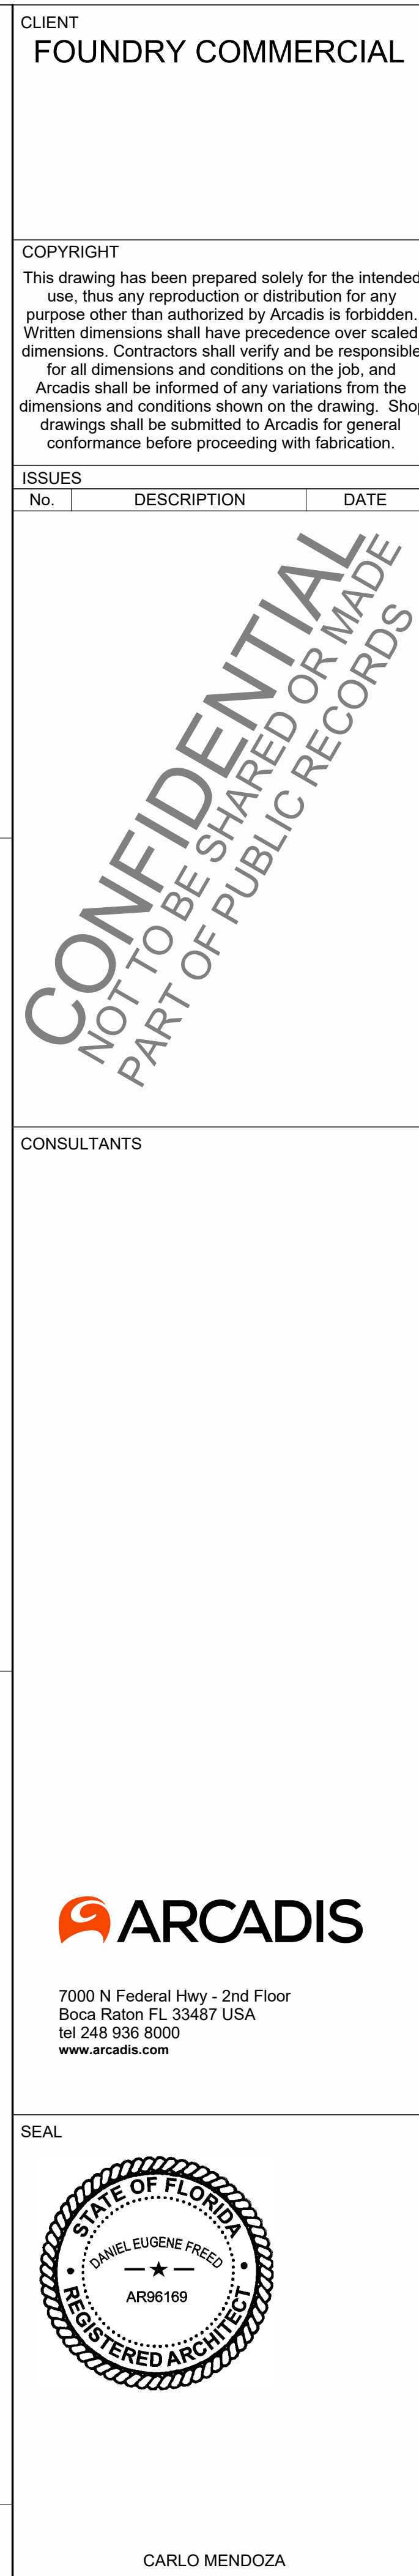 CLIENT
FOUNDRY COMMERCIAL
COPYRIGHT
This drawing has been prepared solely for the intended
use, thus any reproduction or distribution for any
purpose other than authorized by Arcadis is forbidden.
Written dimensions shall have precedence over scaled
dimensions. Contractors shall verify and be responsible
for all dimensions and conditions on the job, and
Arcadis shall be informed of any variations from the
dimensions and conditions shown on the drawing. Shop
drawings shall be submitted to Arcadis for general
conformance before proceeding with fabrication.
ISSUES
No. DESCRIPTION DATE
CONFIDENTIAL
NOT TO BE SHARED OR MADE
PART OF PUBLIC RECORDS
CONSULTANTS
ARCADIS
7000 N Federal Hwy - 2nd Floor
Boca Raton FL 33487 USA
tel 248 936 8000
www.arcadis.com
SEAL
STATE OF FLORIDA
DANIEL EUGENE FREED
AR96169
REGISTERED ARCHITECT
CARLO MENDOZA